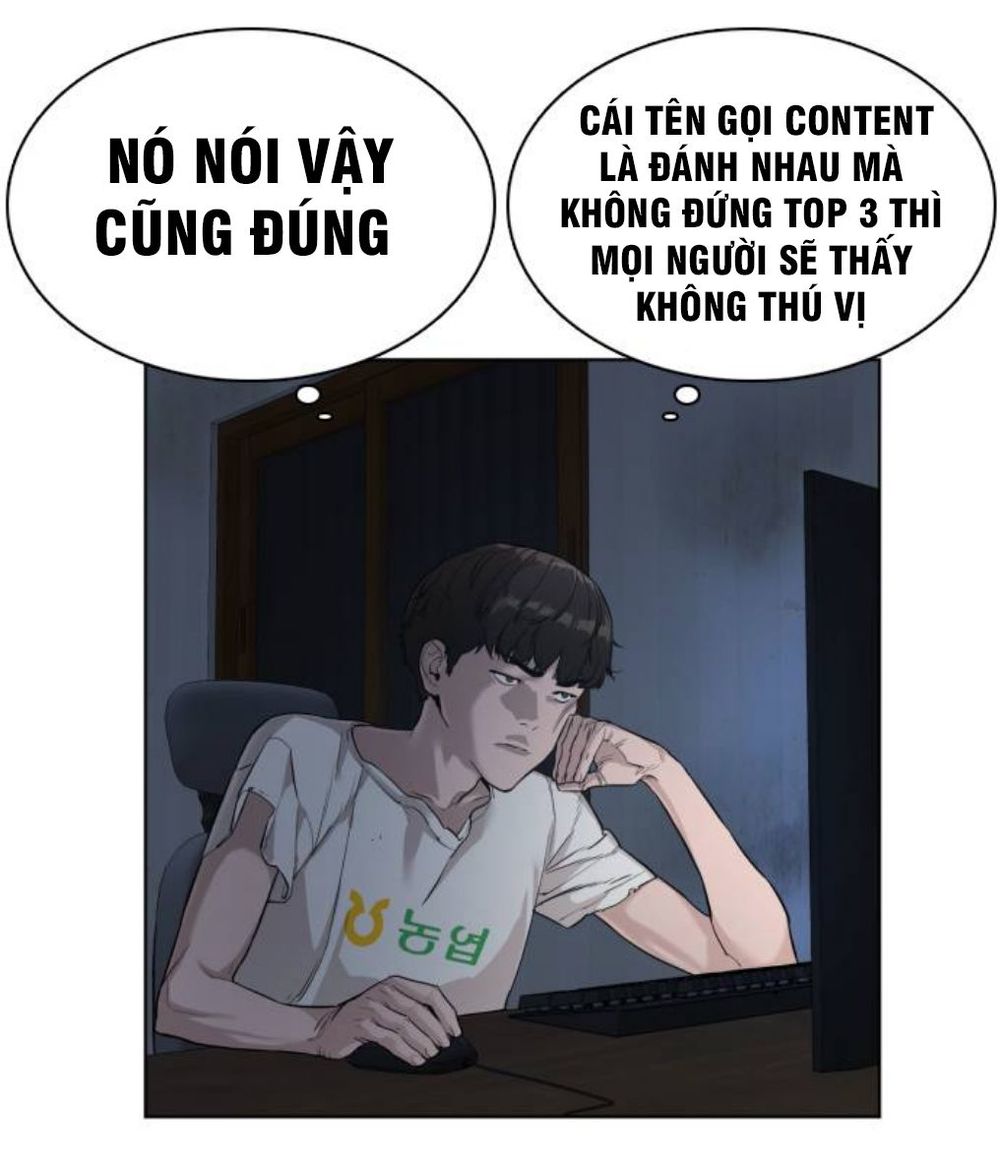 NÓ NÓI VẬY
CŨNG ĐÚNG
CÁI TÊN GỌI CONTENT
LÀ ĐÁNH NHAU MÀ
KHÔNG ĐỨNG TOP 3 THÌ
MỌI NGƯỜI SẼ THẤY
KHÔNG THÚ VỊ
농협